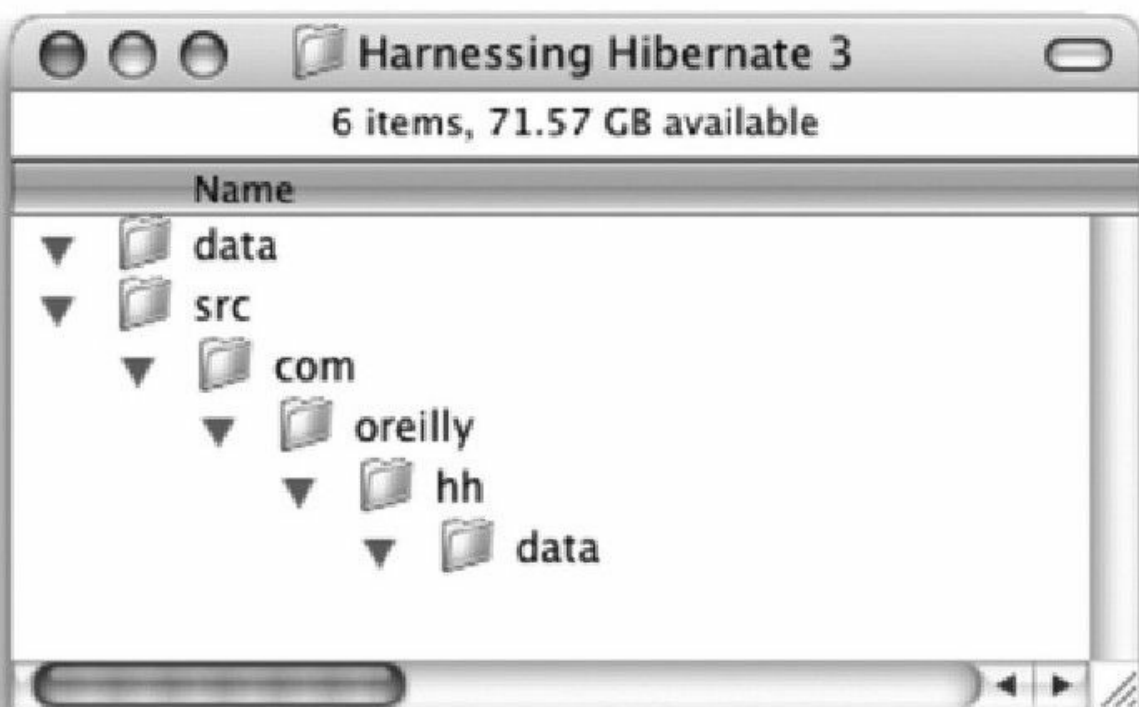 Harnessing Hibernate 3
6 items, 71.57 GB available
Name
data
src
com
oreilly
hh
data